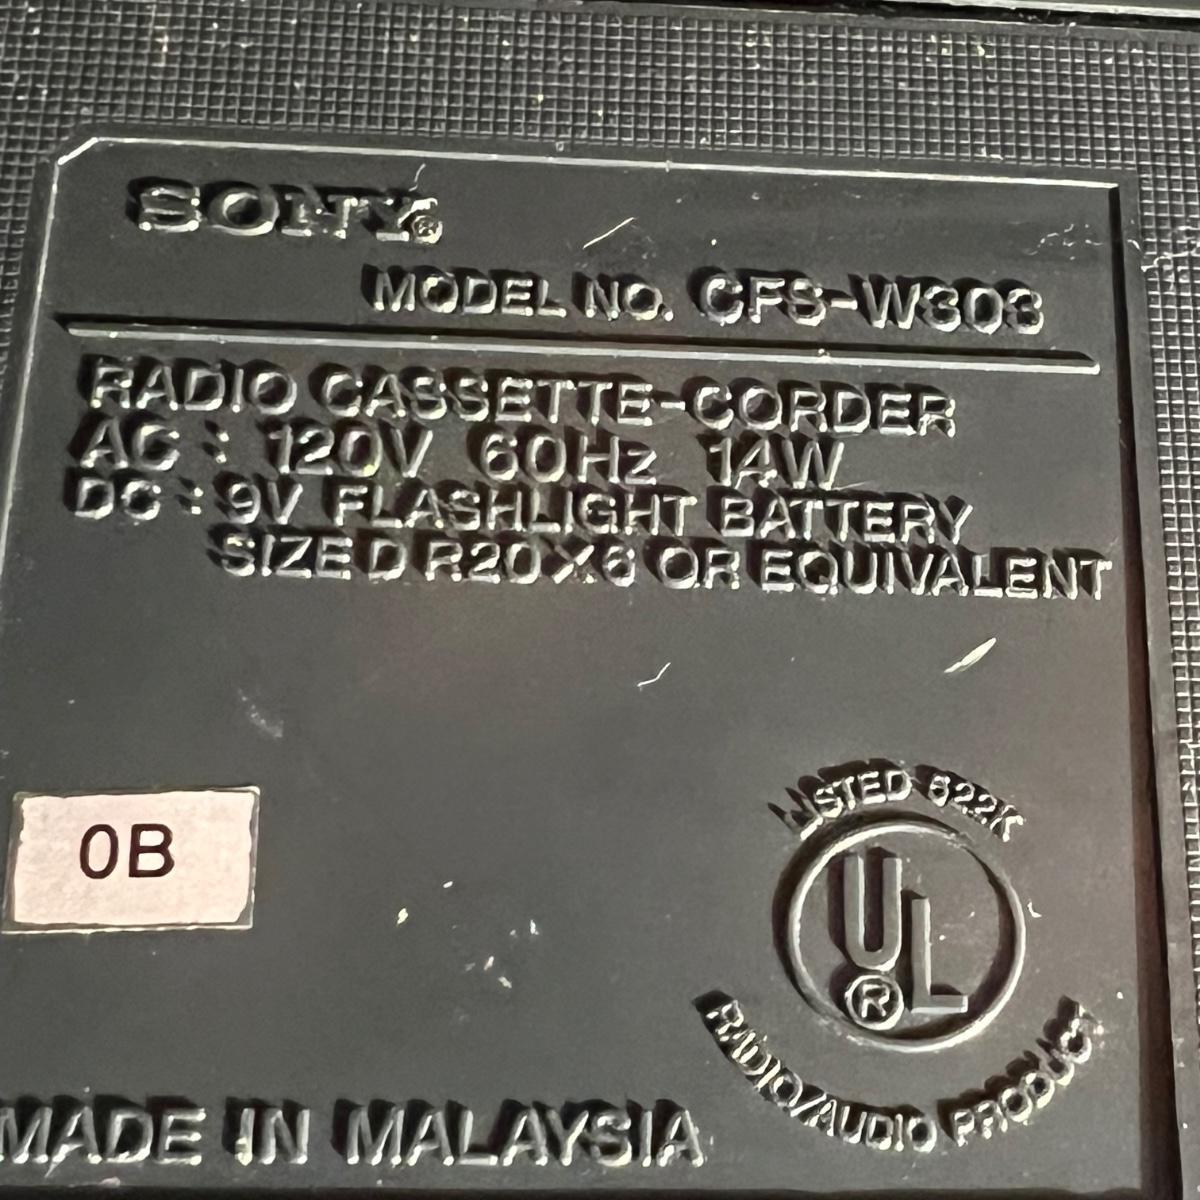 SONY®
MODEL NO. CFS-W303
RADIO CASSETTE-CORDER
AC : 120V 60Hz 14W
DC : 9V FLASHLIGHT BATTERY
SIZE D R20×6 OR EQUIVALENT
LISTED 622K
0B
UL®
RADIO/AUDIO PRODUCT
MADE IN MALAYSIA